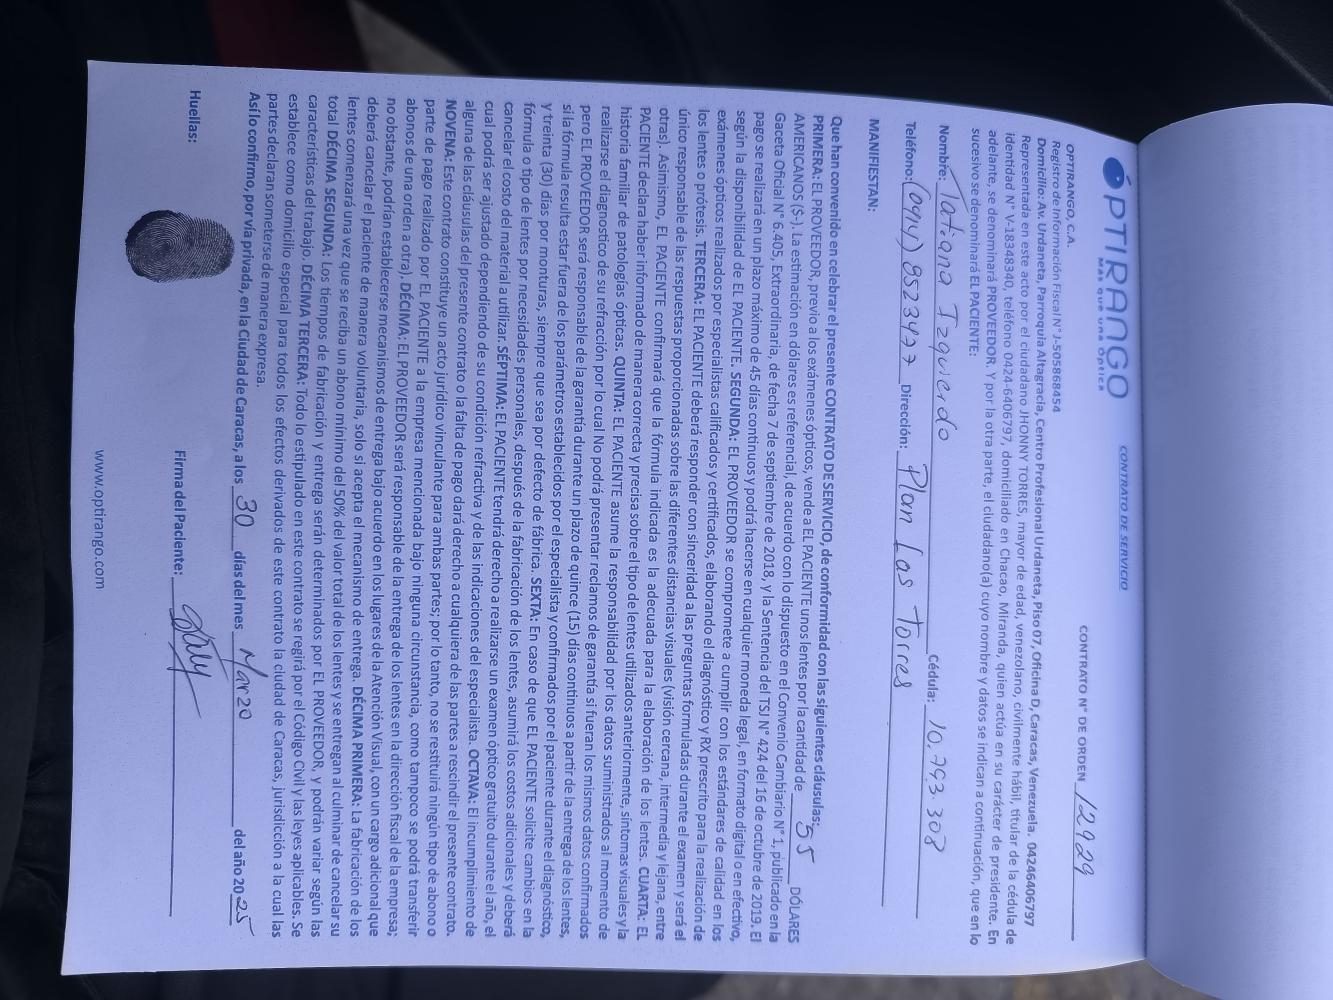 ÓPTIRANGO
Más que una óptica
CONTRATO DE SERVICIO
CONTRATO N° DE ORDEN 12929
OPTIRANGO, C.A.
Registro de Información Fiscal N° J-505868454
Domicilio: Av. Urdaneta, Parroquia Altagracia, Centro Profesional Urdaneta, Piso 07, Oficina D, Caracas, Venezuela. 04246406797
Representada en este acto por el ciudadano JHONNY TORRES, mayor de edad, venezolano, civilmente hábil, titular de la cédula de
identidad N° V-18348340, teléfono 0424-6406797, domiciliado en Chacao, Miranda, quien actúa en su carácter de presidente. En
adelante, se denominará PROVEEDOR. Y por la otra parte, el ciudadano(a) cuyo nombre y datos se indican a continuación, que en lo
sucesivo se denominará EL PACIENTE:
Nombre: Tatiana Izquierdo Cédula: 10.793.308
Teléfono: (0414) 8523477 Dirección: Plan Las Torres
MANIFIESTAN:
Que han convenido en celebrar el presente CONTRATO DE SERVICIO, de conformidad con las siguientes cláusulas:
PRIMERA: EL PROVEEDOR, previo a los exámenes ópticos, vende a EL PACIENTE unos lentes por la cantidad de 55 DÓLARES
AMERICANOS ($-). La estimación en dólares es referencial, de acuerdo con lo dispuesto en el Convenio Cambiario N° 1, publicado en la
Gaceta Oficial N° 6.405, Extraordinaria, de fecha 7 de septiembre de 2018, y la Sentencia del TSJ N° 424 del 16 de octubre de 2019. El
pago se realizará en un plazo máximo de 45 días continuos y podrá hacerse en cualquier moneda legal, en formato digital o en efectivo,
según la disponibilidad de EL PACIENTE. SEGUNDA: EL PROVEEDOR se compromete a cumplir con los estándares de calidad en los
exámenes ópticos realizados por especialistas calificados y certificados, elaborando el diagnóstico y RX prescrito para la realización de
los lentes o prótesis. TERCERA: EL PACIENTE deberá responder con sinceridad a las preguntas formuladas durante el examen y será el
único responsable de las respuestas proporcionadas sobre las diferentes distancias visuales (visión cercana, intermedia y lejana, entre
otras). Asimismo, EL PACIENTE confirmará que la fórmula indicada es la adecuada para la elaboración de los lentes. CUARTA: EL
PACIENTE declara haber informado de manera correcta y precisa sobre el tipo de lentes utilizados anteriormente, síntomas visuales y la
historia familiar de patologías ópticas. QUINTA: EL PACIENTE asume la responsabilidad por los datos suministrados al momento de
realizarse el diagnostico de su refracción por lo cual No podrá presentar reclamos de garantía si fueran los mismos datos confirmados
pero EL PROVEEDOR será responsable de la garantía durante un plazo de quince (15) días continuos a partir de la entrega de los lentes,
si la fórmula resulta estar fuera de los parámetros establecidos por el especialista y confirmados por el paciente durante el diagnóstico,
y treinta (30) días por monturas, siempre que sea por defecto de fábrica. SEXTA: En caso de que EL PACIENTE solicite cambios en la
fórmula o tipo de lentes por necesidades personales, después de la fabricación de los lentes, asumirá los costos adicionales y deberá
cancelar el costo del material a utilizar. SÉPTIMA: EL PACIENTE tendrá derecho a realizarse un examen óptico gratuito durante el año, el
cual podrá ser ajustado dependiendo de su condición refractiva y de las indicaciones del especialista. OCTAVA: El incumplimiento de
alguna de las cláusulas del presente contrato o la falta de pago dará derecho a cualquiera de las partes a rescindir el presente contrato.
NOVENA: Este contrato constituye un acto jurídico vinculante para ambas partes; por lo tanto, no se restituirá ningún tipo de abono o
parte de pago realizado por EL PACIENTE a la empresa mencionada bajo ninguna circunstancia, como tampoco se podrá transferir
abonos de una orden a otra). DÉCIMA: EL PROVEEDOR será responsable de la entrega de los lentes en la dirección fiscal de la empresa;
no obstante, podrían establecerse mecanismos de entrega bajo acuerdo en los lugares de la Atención Visual, con un cargo adicional que
deberá cancelar el paciente de manera voluntaria, solo si acepta el mecanismo de entrega. DÉCIMA PRIMERA: La fabricación de los
lentes comenzará una vez que se reciba un abono mínimo del 50% del valor total de los lentes y se entregan al culminar de cancelar su
total DÉCIMA SEGUNDA: Los tiempos de fabricación y entrega serán determinados por EL PROVEEDOR, y podrán variar según las
características del trabajo. DÉCIMA TERCERA: Todo lo estipulado en este contrato se regirá por el Código Civil y las leyes aplicables. Se
establece como domicilio especial para todos los efectos derivados de este contrato la ciudad de Caracas, jurisdicción a la cual las
partes declaran someterse de manera expresa.
Así lo confirmo, por vía privada, en la Ciudad de Caracas, a los 30 días del mes Marzo del año 2025
Huellas:
Firma del Paciente:
www.optirango.com